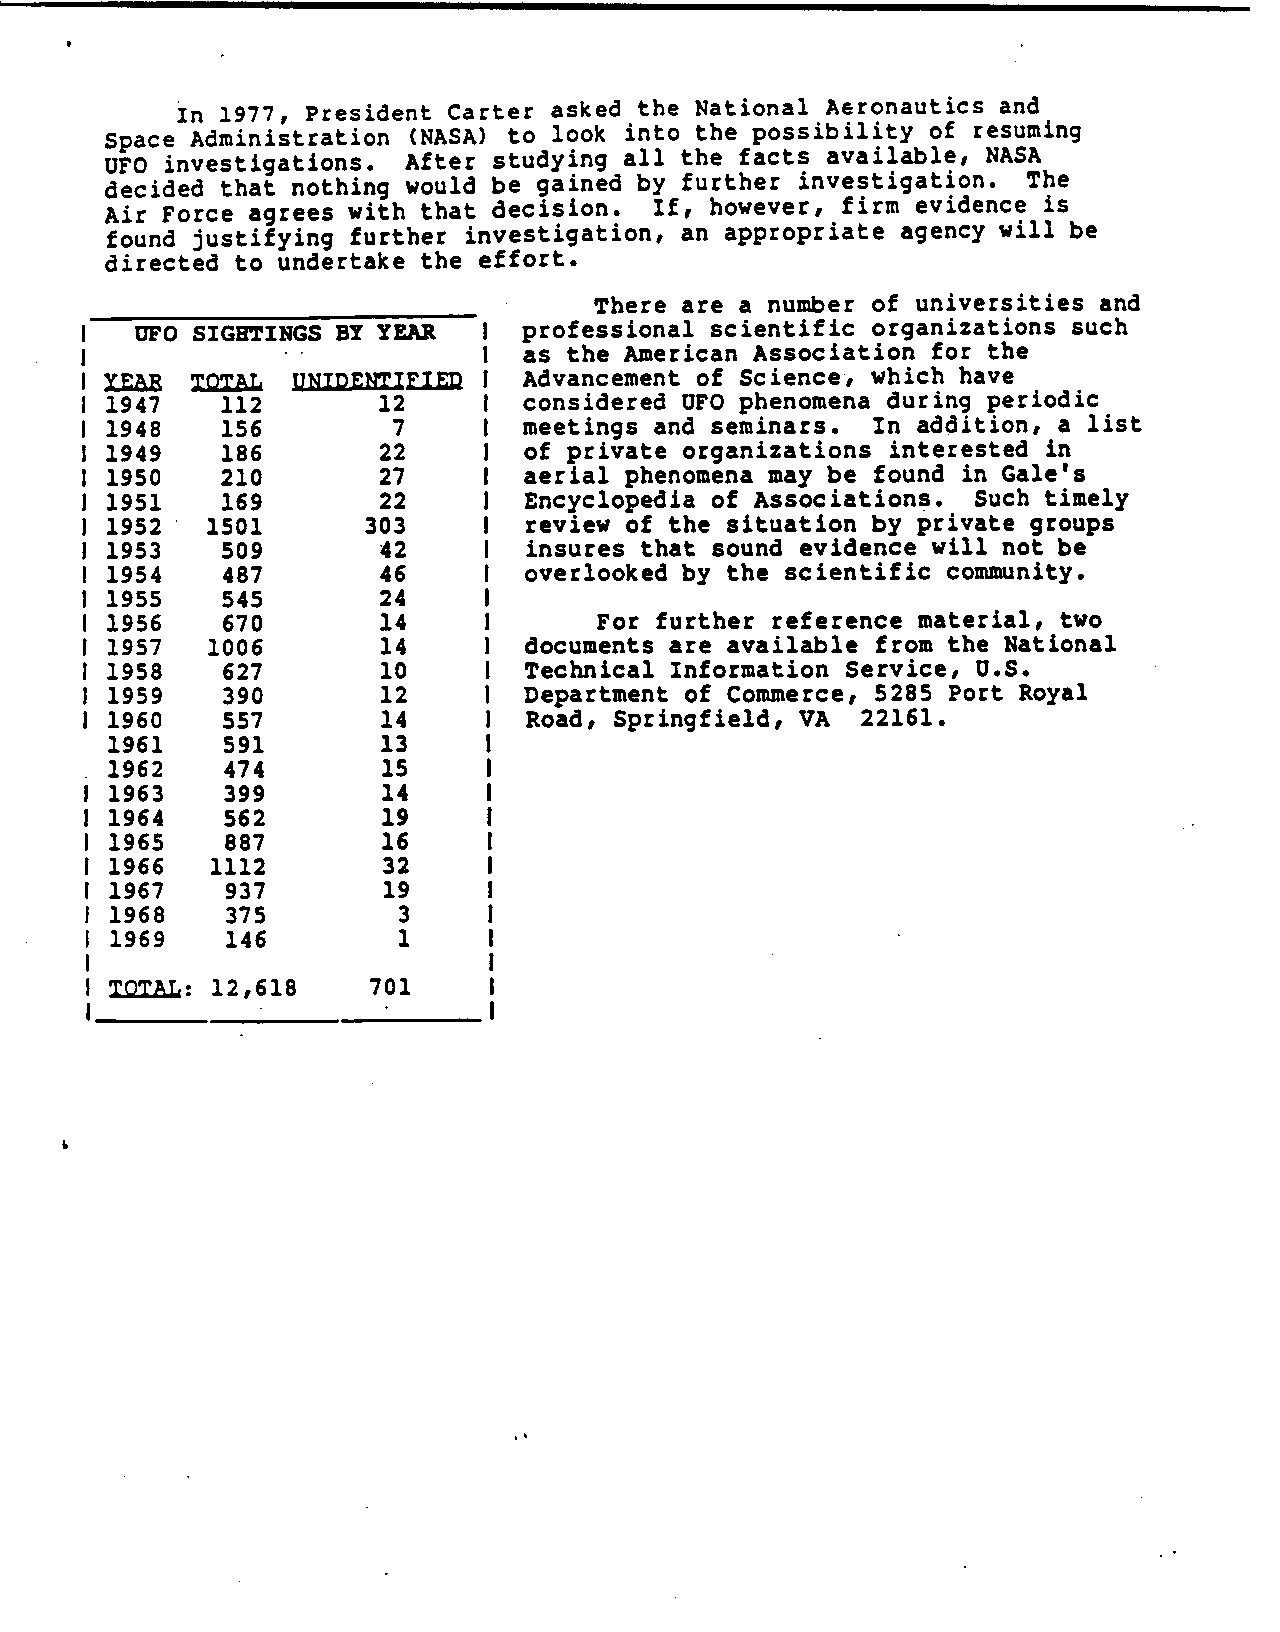 In 1977, President Carter asked the National Aeronautics and
Space Administration (NASA) to look into the possibility of resuming
UFO investigations. After studying all the facts available, NASA
decided that nothing would be gained by further investigation. The
Air Force agrees with that decision. If, however, firm evidence is
found justifying further investigation, an appropriate agency will be
directed to undertake the effort.
UFO SIGHTINGS BY YEAR
YEAR TOTAL UNIDENTIFIED
1947 112 12
1948 156 7
1949 186 22
1950 210 27
1951 169 22
1952 1501 303
1953 509 42
1954 487 46
1955 545 24
1956 670 14
1957 1006 14
1958 627 10
1959 390 12
1960 557 14
1961 591 13
1962 474 15
1963 399 14
1964 562 19
1965 887 16
1966 1112 32
1967 937 19
1968 375 3
1969 146 1
TOTAL: 12,618 701
There are a number of universities and
professional scientific organizations such
as the American Association for the
Advancement of Science, which have
considered UFO phenomena during periodic
meetings and seminars. In addition, a list
of private organizations interested in
aerial phenomena may be found in Gale's
Encyclopedia of Associations. Such timely
review of the situation by private groups
insures that sound evidence will not be
overlooked by the scientific community.
For further reference material, two
documents are available from the National
Technical Information Service, U.S.
Department of Commerce, 5285 Port Royal
Road, Springfield, VA 22161.